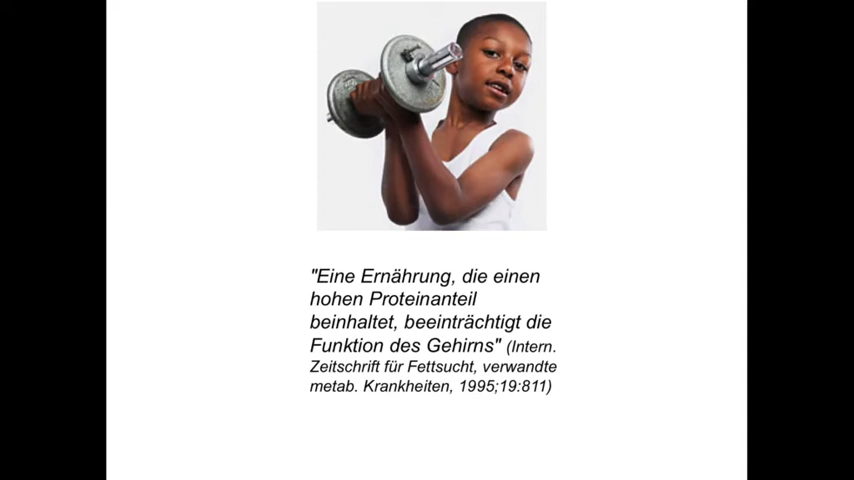 "Eine Ernährung, die einen
hohen Proteinanteil
beinhaltet, beeinträchtigt die
Funktion des Gehirns" (Intern.
Zeitschrift für Fettsucht, verwandte
metab. Krankheiten, 1995;19:811)